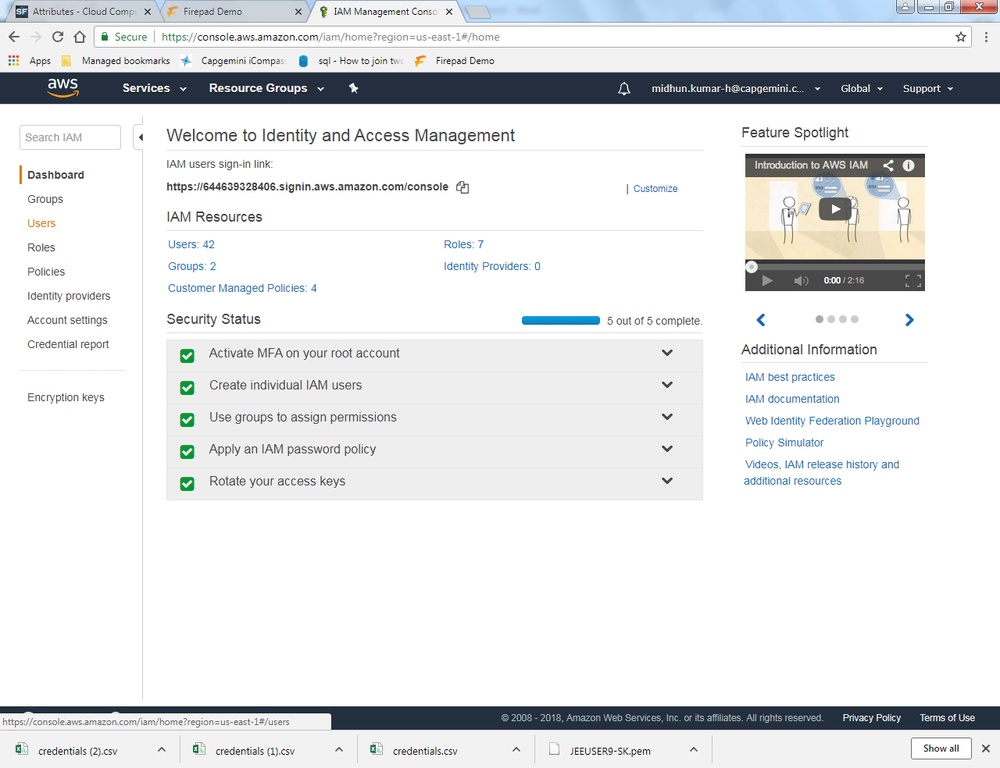 SF Attributes - Cloud Comp
Firepad Demo
IAM Management Conso
Secure
https://console.aws.amazon.com/iam/home?region=us-east-1#/home
Apps
Managed bookmarks
Capgemini iCompas
sql - How to join two
Firepad Demo
aws
Services
Resource Groups
midhun.kumar-h@capgemini.c...
Global
Support
Search IAM
Dashboard
Groups
Users
Roles
Policies
Identity providers
Account settings
Credential report
Encryption keys
Welcome to Identity and Access Management
IAM users sign-in link:
https://644639328406.signin.aws.amazon.com/console
| Customize
IAM Resources
Users: 42
Roles: 7
Groups: 2
Identity Providers: 0
Customer Managed Policies: 4
Security Status
5 out of 5 complete.
Activate MFA on your root account
Create individual IAM users
Use groups to assign permissions
Apply an IAM password policy
Rotate your access keys
Feature Spotlight
Introduction to AWS IAM
0:00 / 2:16
Additional Information
IAM best practices
IAM documentation
Web Identity Federation Playground
Policy Simulator
Videos, IAM release history and
additional resources
© 2008 - 2018, Amazon Web Services, Inc. or its affiliates. All rights reserved.
Privacy Policy
Terms of Use
https://console.aws.amazon.com/iam/home?region=us-east-1#/users
credentials (2).csv
credentials (1).csv
credentials.csv
JEEUSER9-SK.pem
Show all